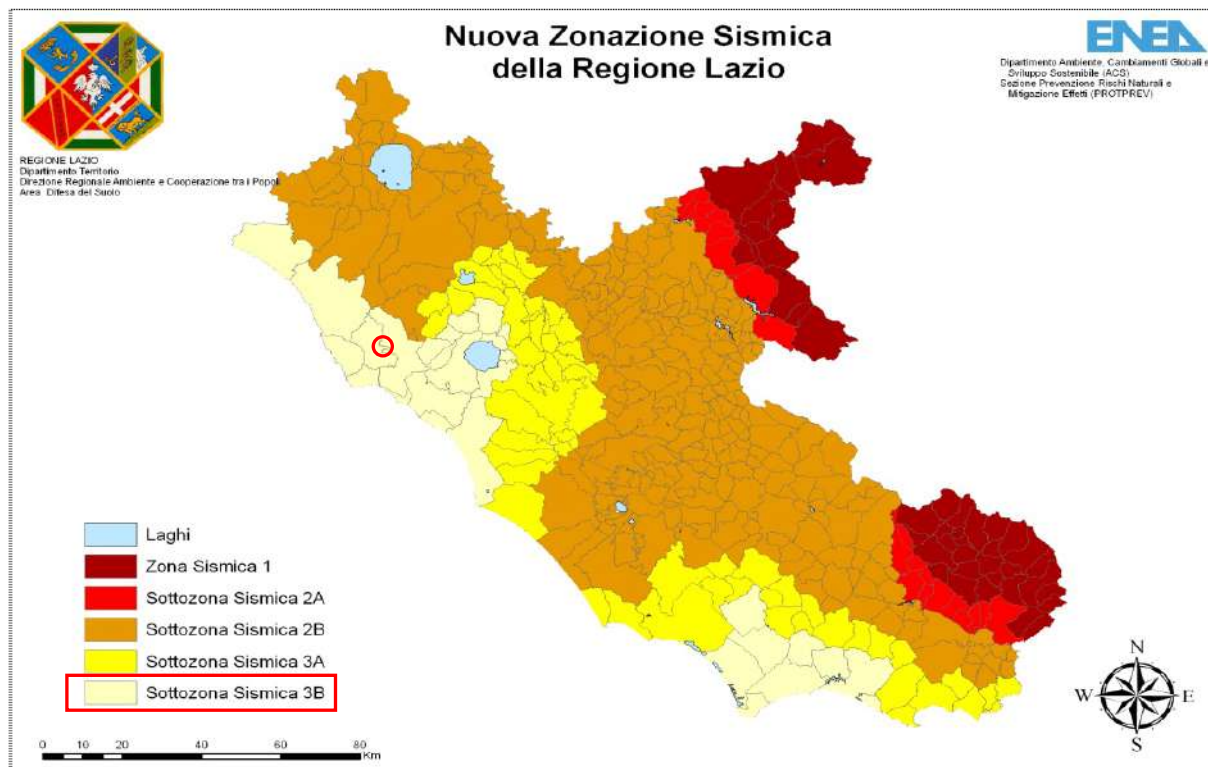 Nuova Zonazione Sismica
della Regione Lazio
ENEA
Dipartimento Ambiente, Cambiamenti Globali e
Sviluppo Sostenibile (ACS)
Sezione Prevenzione Rischi Naturali e
Mitigazione Effetti (PROTPREV)
REGIONE LAZIO
Dipartimento Territorio
Direzione Regionale Ambiente e Cooperazione tra i Popoli
Area Difesa del Suolo
Laghi
Zona Sismica 1
Sottozona Sismica 2A
Sottozona Sismica 2B
Sottozona Sismica 3A
Sottozona Sismica 3B
0 10 20 40 60 80
Km
N
W E
S